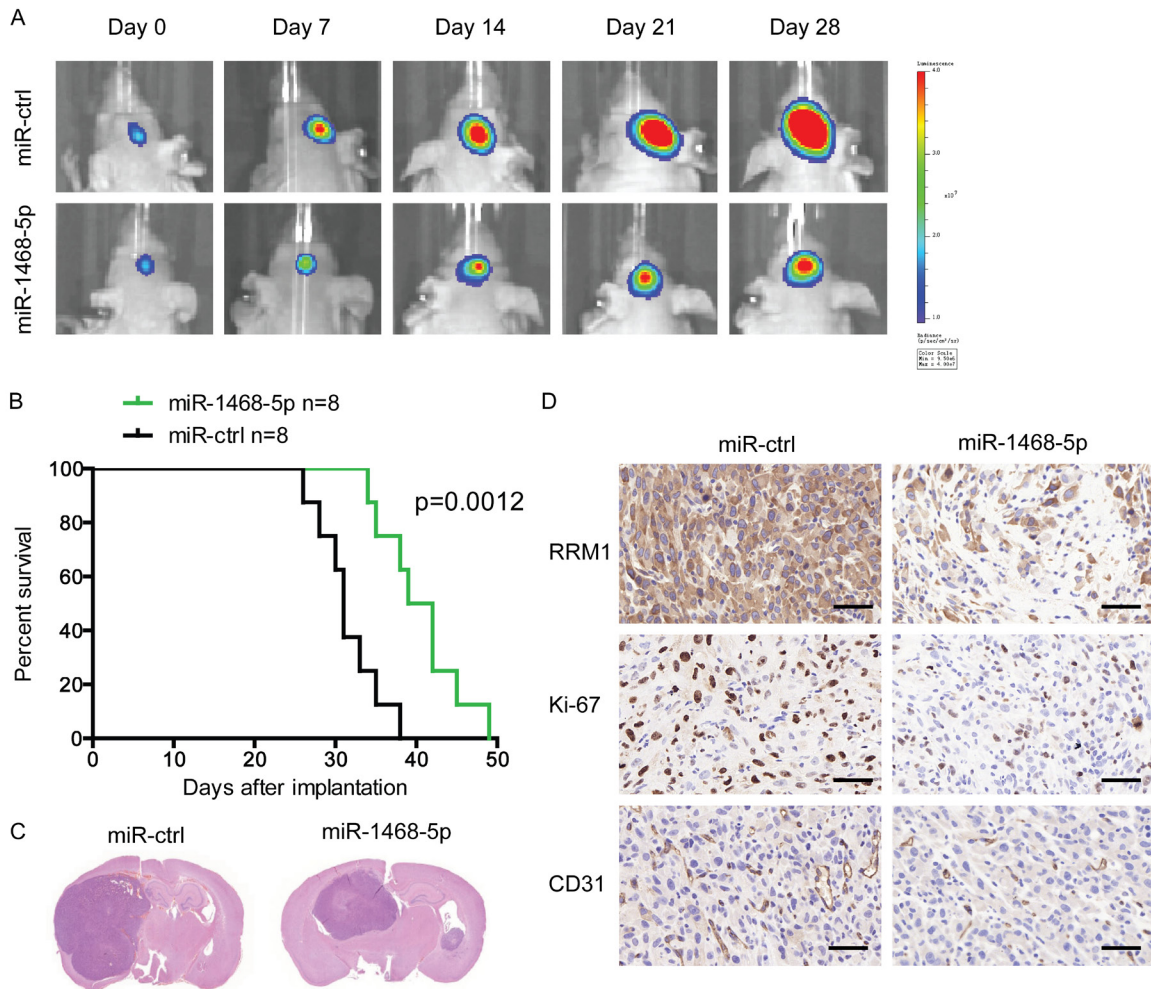 A
Day 0 Day 7 Day 14 Day 21 Day 28
miR-ctrl
miR-1468-5p
Luminescence
4.0
3.0
x10⁷
2.0
1.0
Radiance
(p/sec/cm²/sr)
Color Scale
Min = 9.50e6
Max = 4.00e7
B
miR-1468-5p n=8
miR-ctrl n=8
p=0.0012
Percent survival
100
80
60
40
20
0
0 10 20 30 40 50
Days after implantation
C
miR-ctrl miR-1468-5p
D
miR-ctrl miR-1468-5p
RRM1
Ki-67
CD31